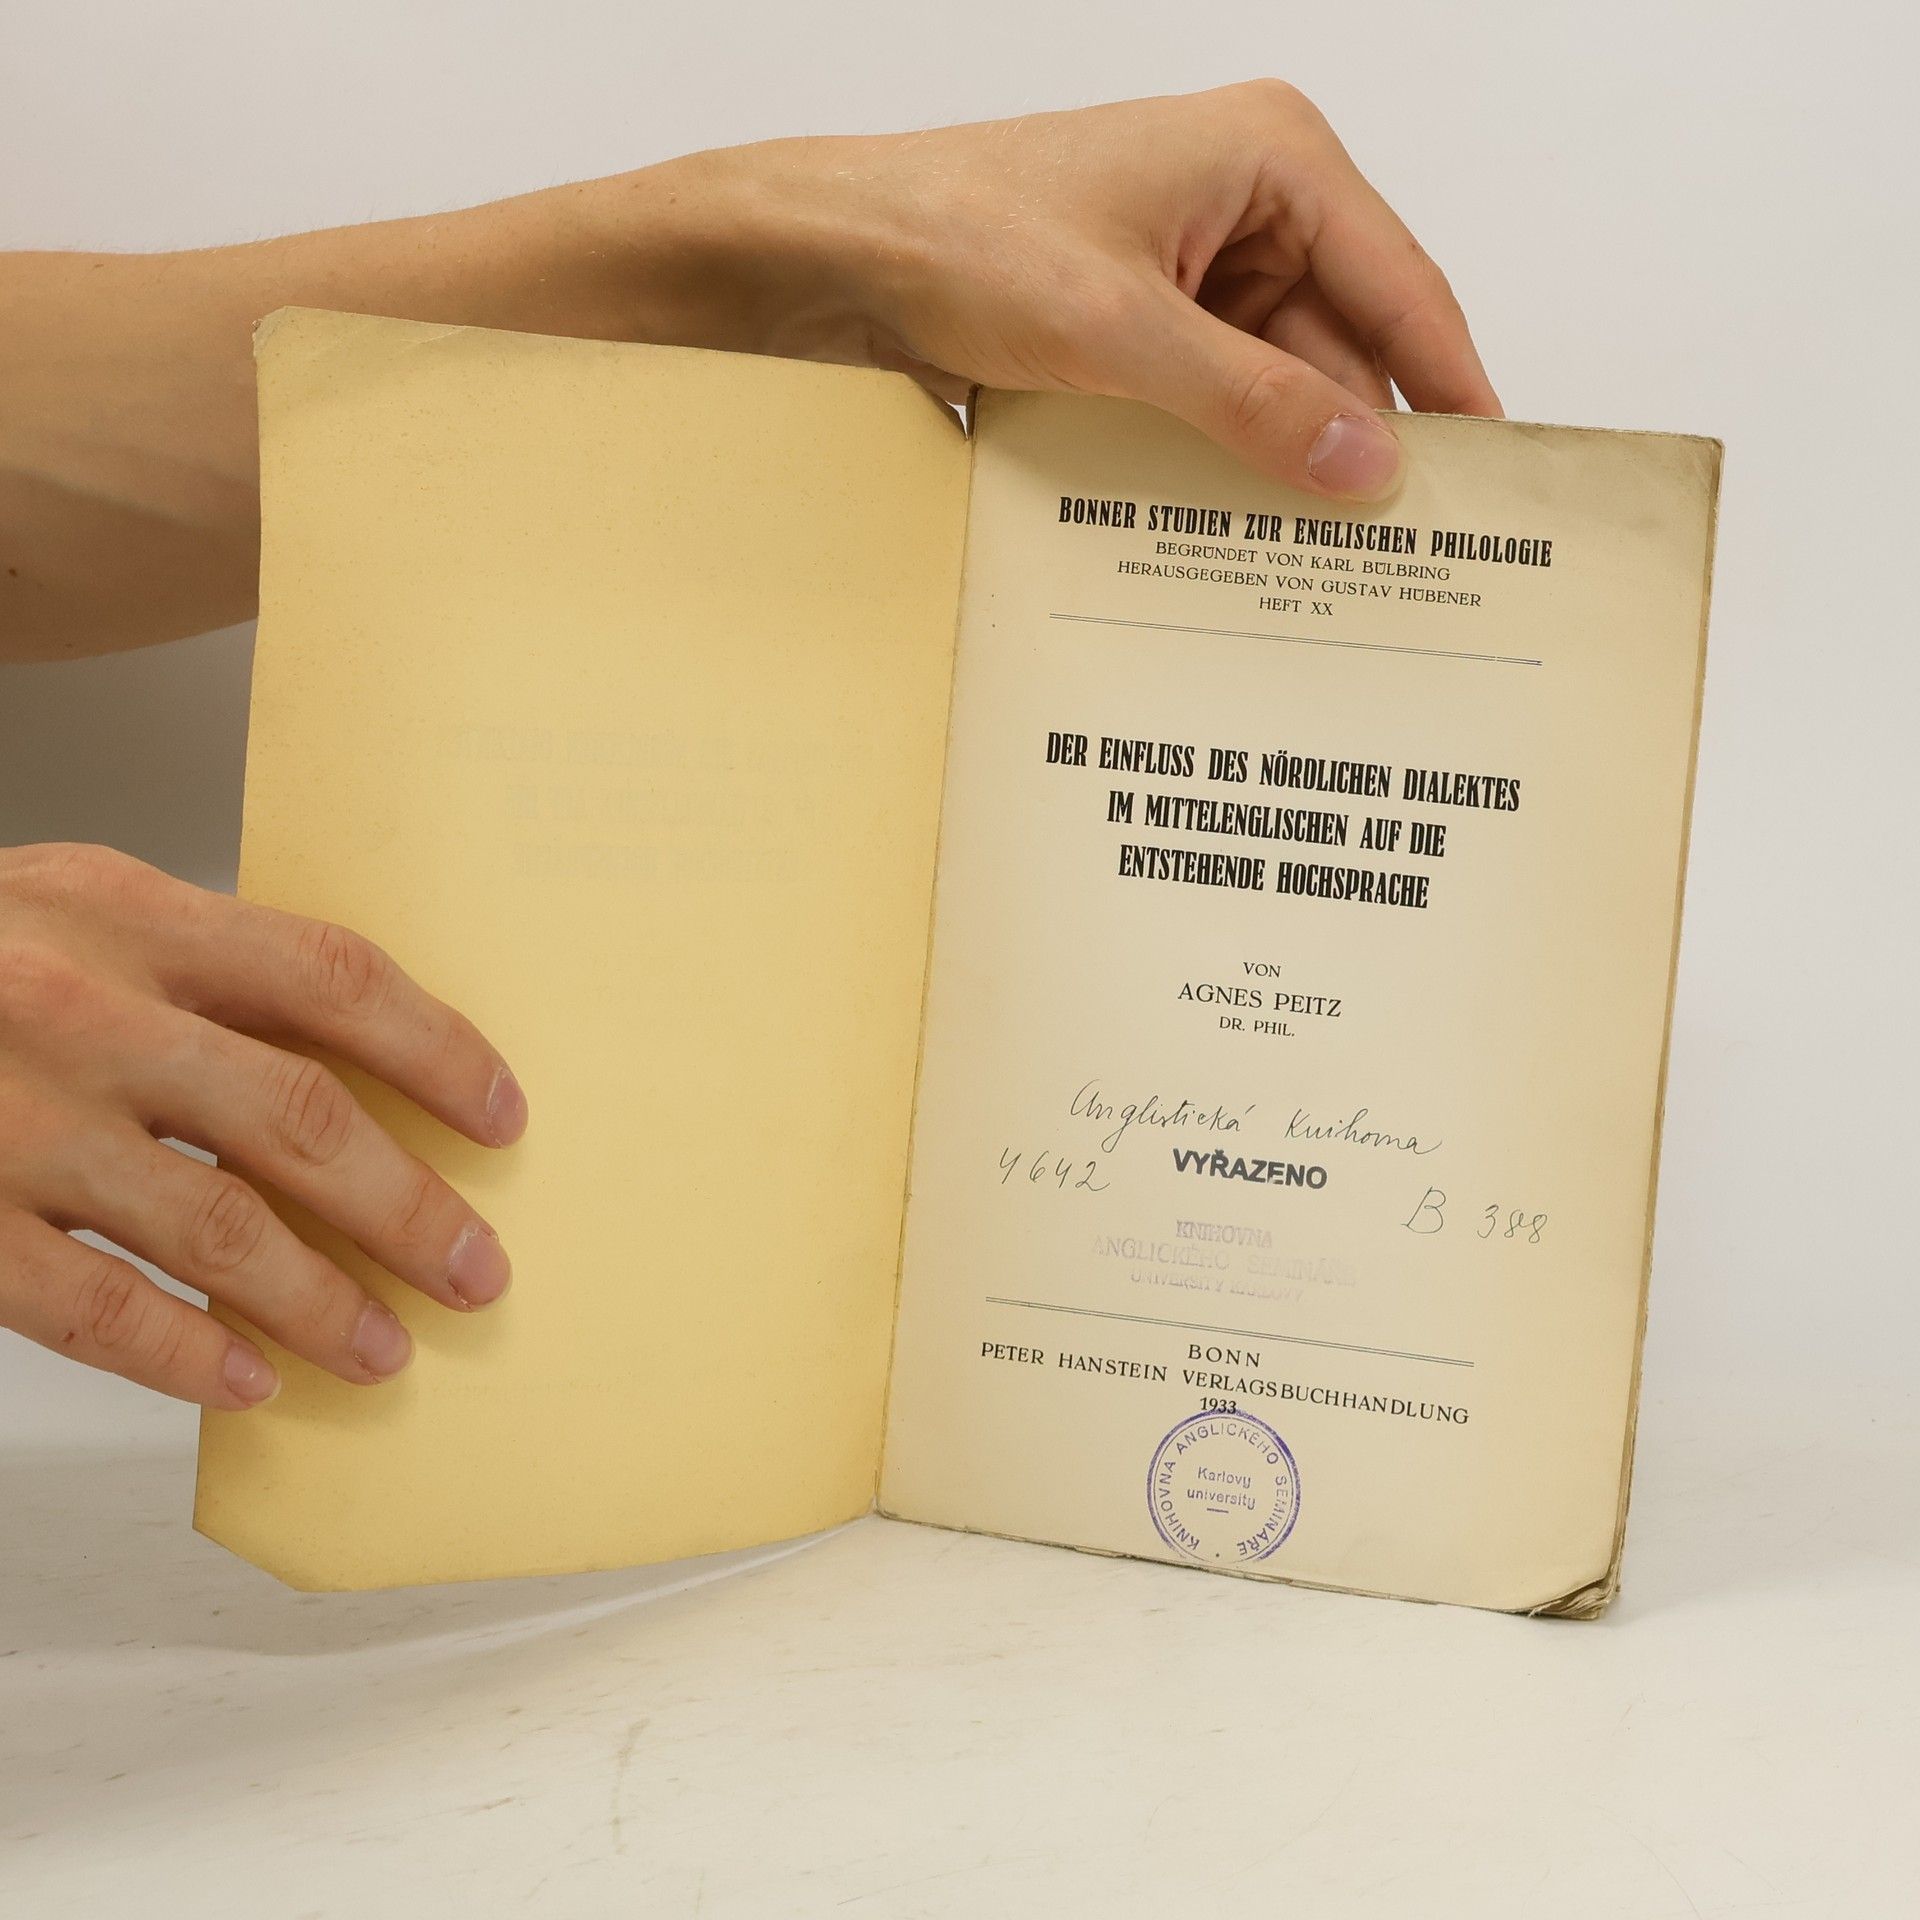 BONNER STUDIEN ZUR ENGLISCHEN PHILOLOGIE
BEGRÜNDET VON KARL BÜLBRING
HERAUSGEGEBEN VON GUSTAV HÜBENER
HEFT XX
DER EINFLUSS DES NÖRDLICHEN DIALEKTES
IM MITTELENGLISCHEN AUF DIE
ENTSTEHENDE HOCHSPRACHE
VON
AGNES PEITZ
DR. PHIL.
Anglistická Knihovna
4642
VYŘAZENO
B 388
KNIHOVNA
ANGLICKÉHO SEMINÁŘE
UNIVERSITY KARLOVY
BONN
PETER HANSTEIN VERLAGSBUCHHANDLUNG
1933
KNIHOVNA ANGLICKÉHO SEMINÁŘE
Karlovy
university